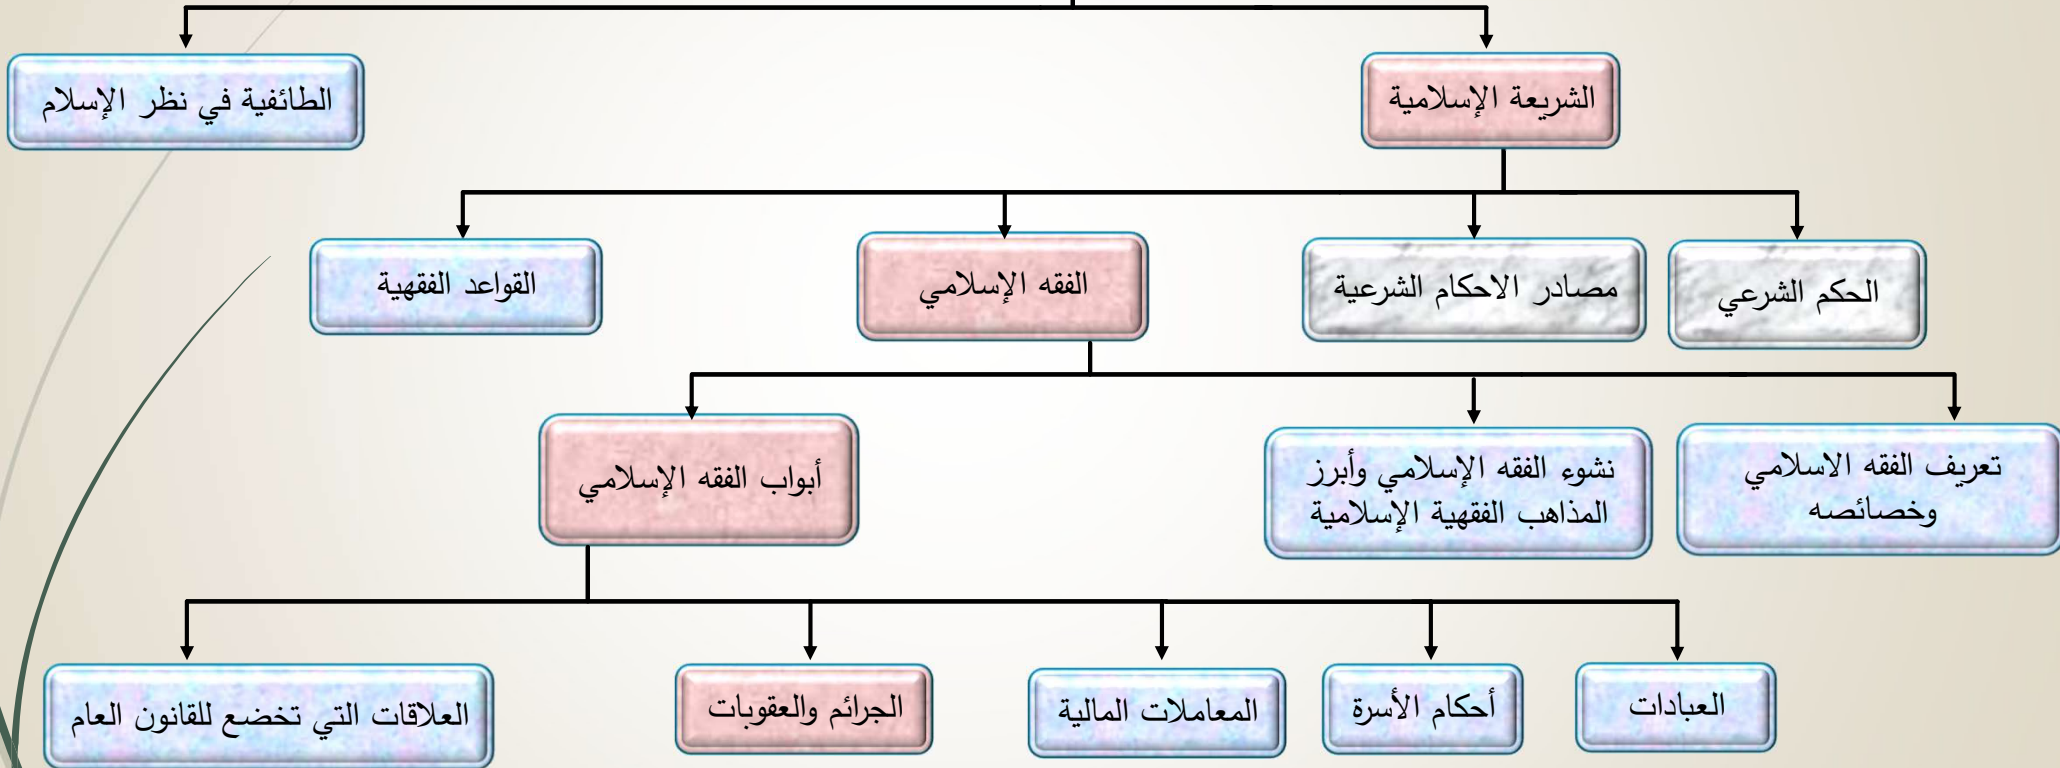 الشريعة الإسلامية
الطائفية في نظر الإسلام
الحكم الشرعي
مصادر الاحكام الشرعية
الفقه الإسلامي
القواعد الفقهية
تعريف الفقه الاسلامي
وخصائصه
نشوء الفقه الإسلامي وأبرز
المذاهب الفقهية الإسلامية
أبواب الفقه الإسلامي
العبادات
أحكام الأسرة
المعاملات المالية
الجرائم والعقوبات
العلاقات التي تخضع للقانون العام